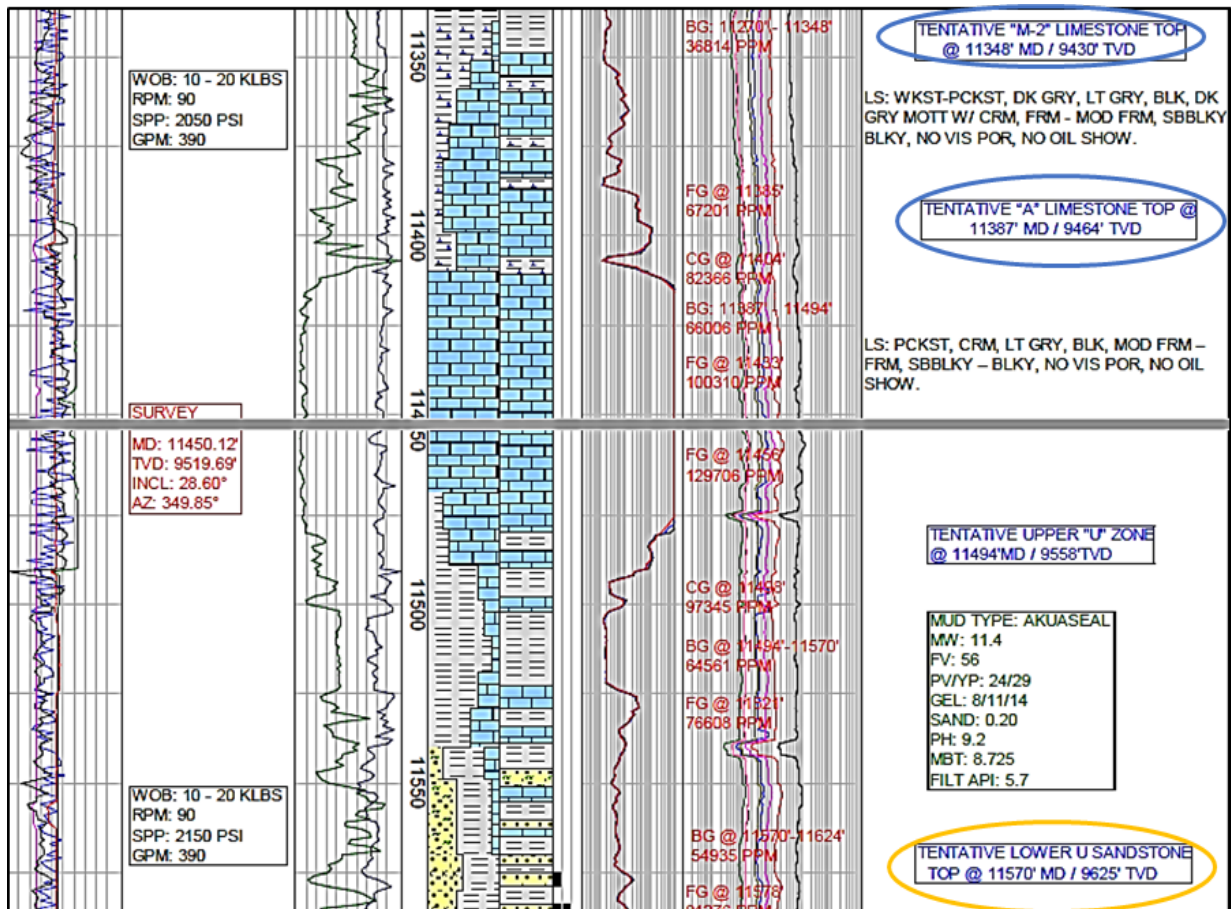 BG: 11270' - 11348'
36814 PPM
TENTATIVE "M-2" LIMESTONE TOP
@ 11348' MD / 9430' TVD
11350
WOB: 10 - 20 KLBS
RPM: 90
SPP: 2050 PSI
GPM: 390
LS: WKST-PCKST, DK GRY, LT GRY, BLK, DK
GRY MOTT W/ CRM, FRM - MOD FRM, SBBLKY
BLKY, NO VIS POR, NO OIL SHOW.
FG @ 11385'
67201 PPM
TENTATIVE "A" LIMESTONE TOP @
11387' MD / 9464' TVD
11400
CG @ 11404'
82366 PPM
BG: 11387' - 11494'
66006 PPM
LS: PCKST, CRM, LT GRY, BLK, MOD FRM –
FRM, SBBLKY – BLKY, NO VIS POR, NO OIL
SHOW.
FG @ 11433'
100310 PPM
SURVEY
MD: 11450.12'
TVD: 9519.69'
INCL: 28.60°
AZ: 349.85°
114
50
FG @ 11456'
129706 PPM
TENTATIVE UPPER "U" ZONE
@ 11494'MD / 9558'TVD
CG @ 11498'
97345 PPM
11500
BG @ 11494'-11570'
64561 PPM
FG @ 11321'
76608 PPM
MUD TYPE: AKUASEAL
MW: 11.4
FV: 56
PV/YP: 24/29
GEL: 8/11/14
SAND: 0.20
PH: 9.2
MBT: 8.725
FILT API: 5.7
11550
WOB: 10 - 20 KLBS
RPM: 90
SPP: 2150 PSI
GPM: 390
BG @ 11570'-11624'
54935 PPM
TENTATIVE LOWER U SANDSTONE
TOP @ 11570' MD / 9625' TVD
FG @ 11578'